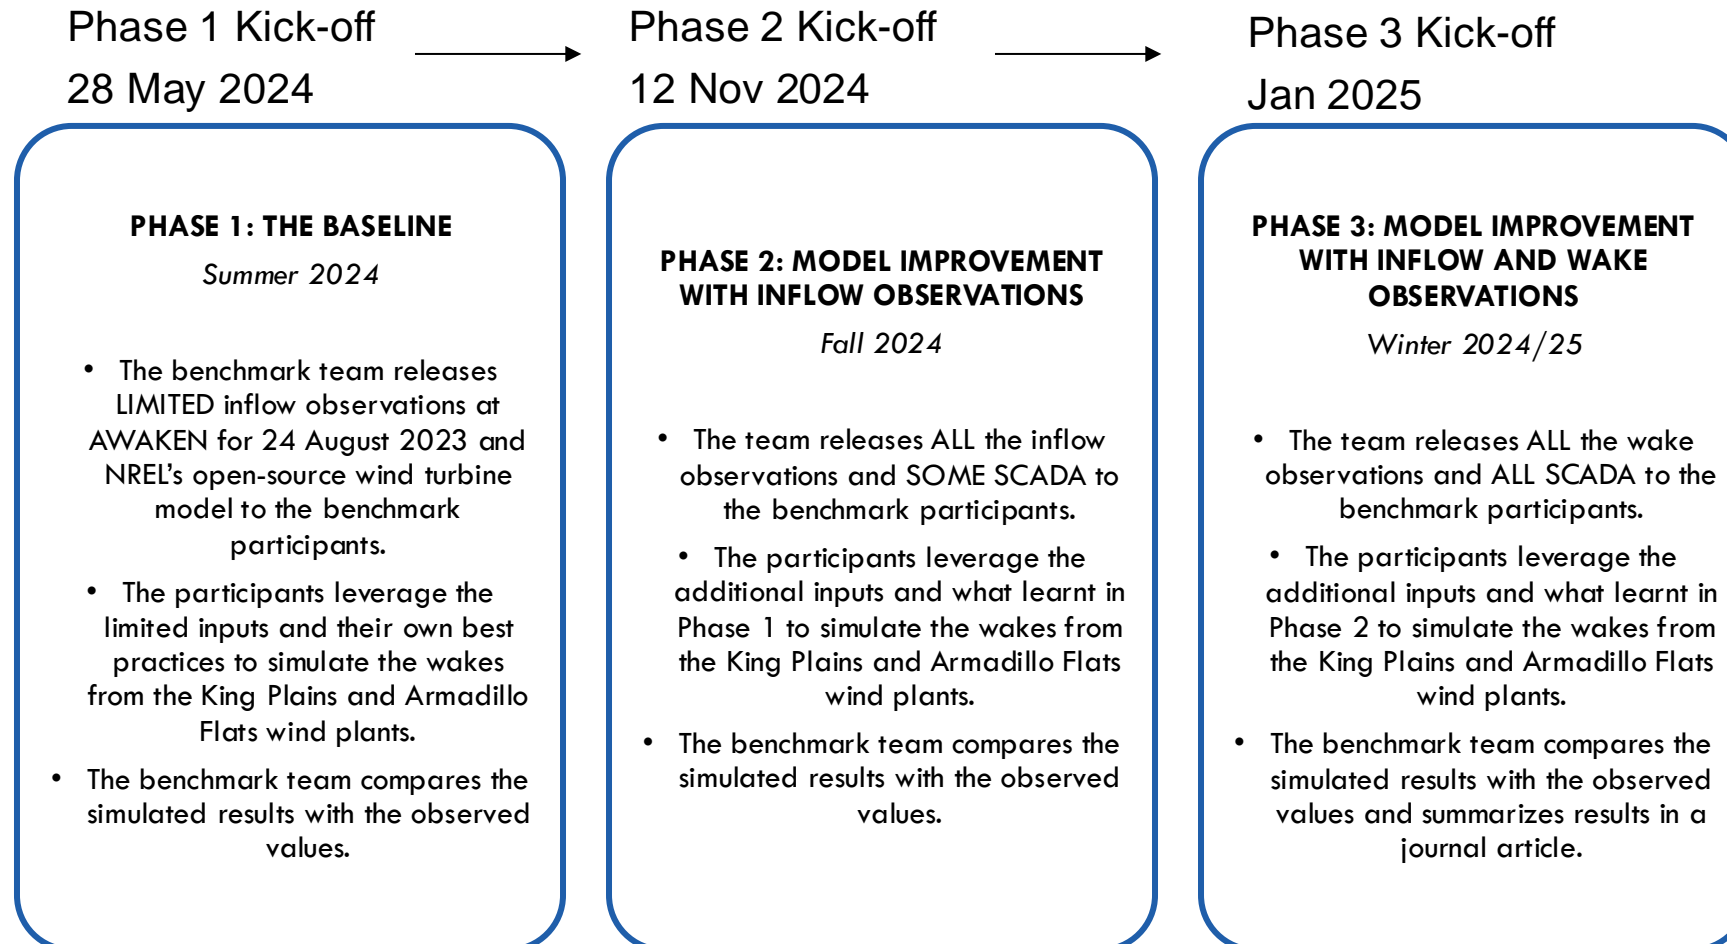 Phase 1 Kick-off
28 May 2024
Phase 2 Kick-off
12 Nov 2024
Phase 3 Kick-off
Jan 2025
PHASE 1: THE BASELINE
Summer 2024
• The benchmark team releases
LIMITED inflow observations at
AWAKEN for 24 August 2023 and
NREL’s open-source wind turbine
model to the benchmark
participants.
• The participants leverage the
limited inputs and their own best
practices to simulate the wakes
from the King Plains and Armadillo
Flats wind plants.
• The benchmark team compares the
simulated results with the observed
values.
PHASE 2: MODEL IMPROVEMENT
WITH INFLOW OBSERVATIONS
Fall 2024
• The team releases ALL the inflow
observations and SOME SCADA to
the benchmark participants.
• The participants leverage the
additional inputs and what learnt in
Phase 1 to simulate the wakes from
the King Plains and Armadillo Flats
wind plants.
• The benchmark team compares the
simulated results with the observed
values.
PHASE 3: MODEL IMPROVEMENT
WITH INFLOW AND WAKE
OBSERVATIONS
Winter 2024/25
• The team releases ALL the wake
observations and ALL SCADA to the
benchmark participants.
• The participants leverage the
additional inputs and what learnt in
Phase 2 to simulate the wakes from
the King Plains and Armadillo Flats
wind plants.
• The benchmark team compares the
simulated results with the observed
values and summarizes results in a
journal article.